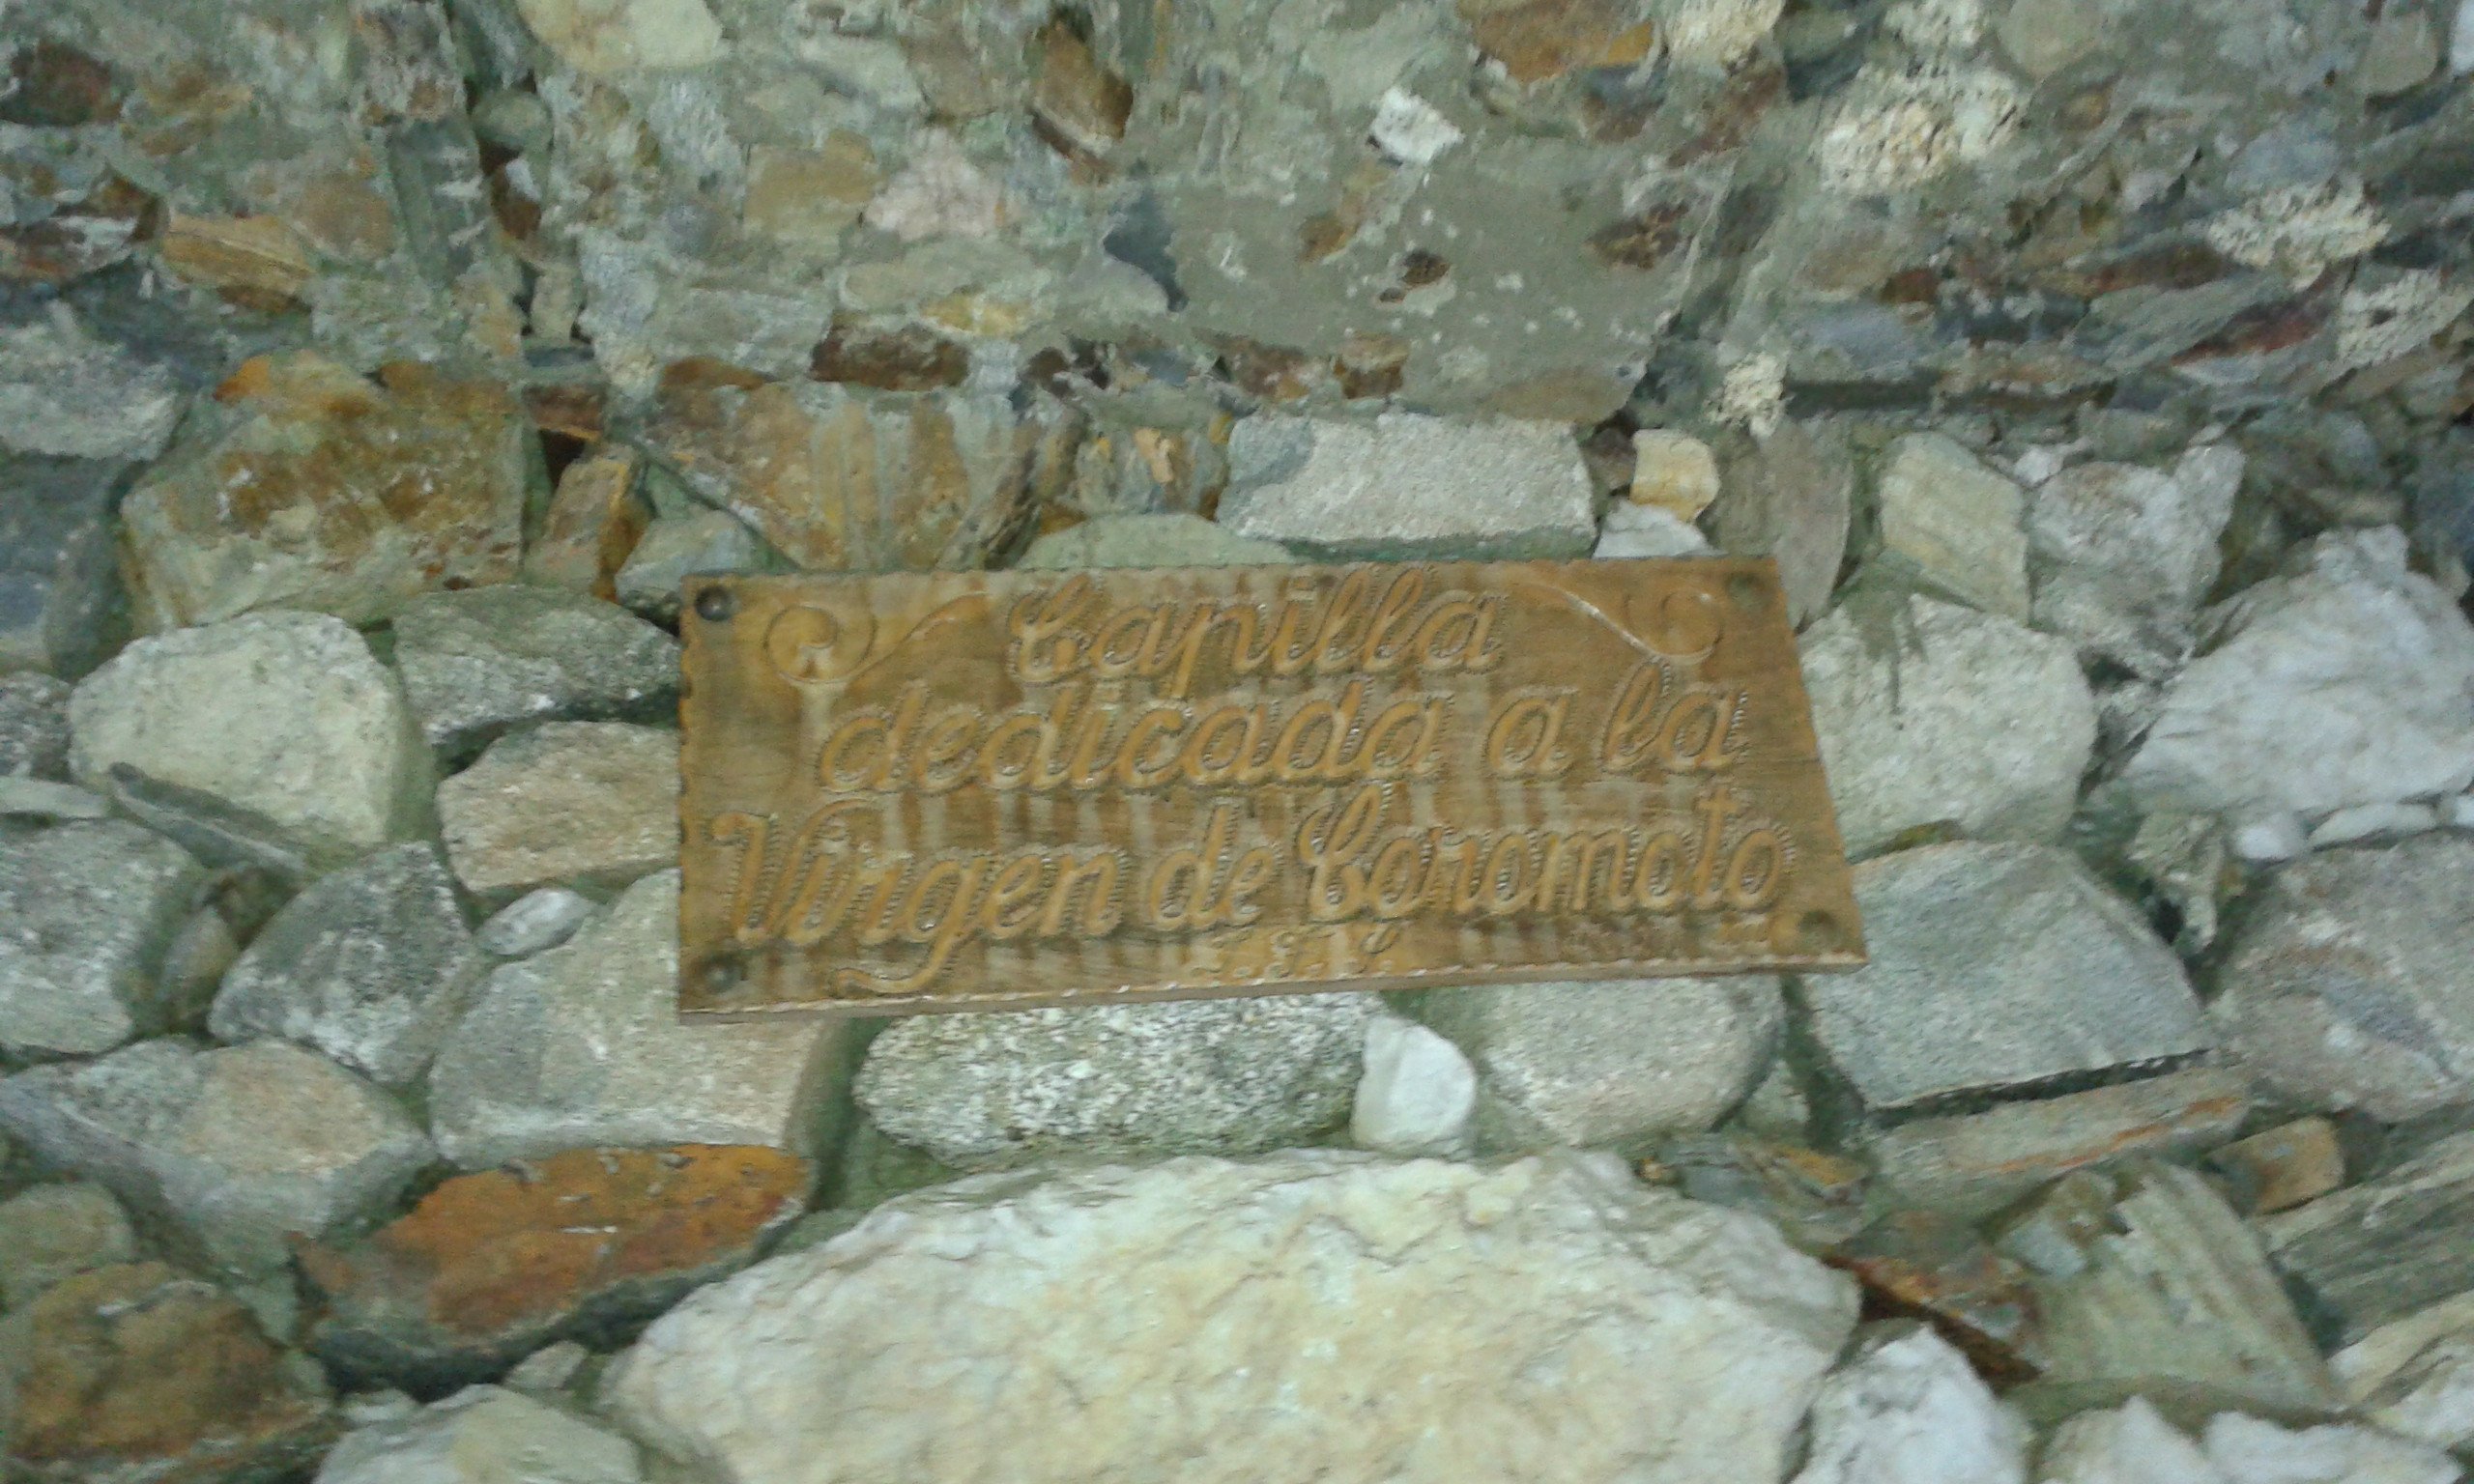 Capilla
dedicada a la
Virgen de Coromoto